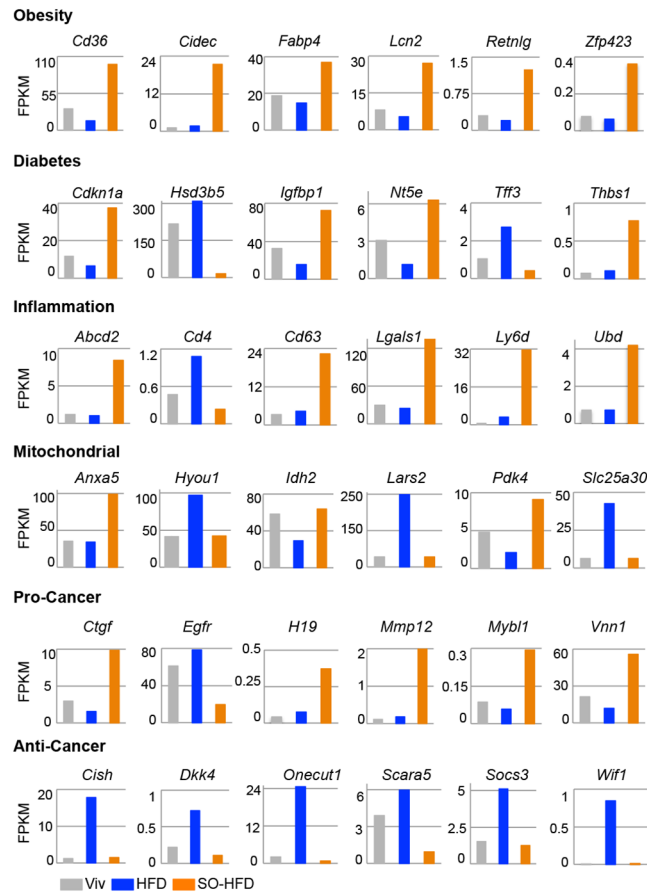 Obesity
Cd36 Cidec Fabp4 Lcn2 Retnlg Zfp423
FPKM
110 55 0
24 12 0
40 20 0
30 15 0
1.5 0.75 0
0.4 0.2 0
Diabetes
Cdkn1a Hsd3b5 Igfbp1 Nt5e Tff3 Thbs1
FPKM
40 20 0
300 150 0
80 40 0
6 3 0
4 2 0
1 0.5 0
Inflammation
Abcd2 Cd4 Cd63 Lgals1 Ly6d Ubd
FPKM
10 5 0
1.2 0.6 0
24 12 0
120 60 0
32 16 0
4 2 0
Mitochondrial
Anxa5 Hyou1 Idh2 Lars2 Pdk4 Slc25a30
FPKM
100 50 0
100 50 0
80 40 0
250 150 0
10 5 0
50 25 0
Pro-Cancer
Ctgf Egfr H19 Mmp12 Mybl1 Vnn1
FPKM
10 5 0
80 40 0
0.5 0.25 0
2 1 0
0.3 0.15 0
60 30 0
Anti-Cancer
Cish Dkk4 Onecut1 Scara5 Socs3 Wif1
FPKM
20 10 0
1 0.5 0
24 12 0
6 3 0
5 2.5 0
1 0.5 0
Viv HFD SO-HFD